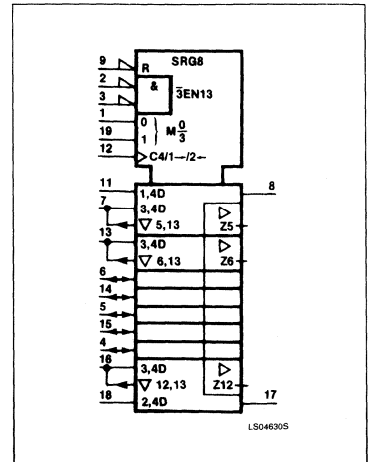 SRG8
9
R
2
&
3̅EN13
3
1
0
M 0/3
19
1
12
C4/1→/2←
11
1,4D
8
7
3,4D
▽ 5,13
▷
Z5
13
3,4D
▽ 6,13
▷
Z6
6
14
5
15
4
16
3,4D
▽ 12,13
▷
Z12
18
2,4D
17
LS04630S